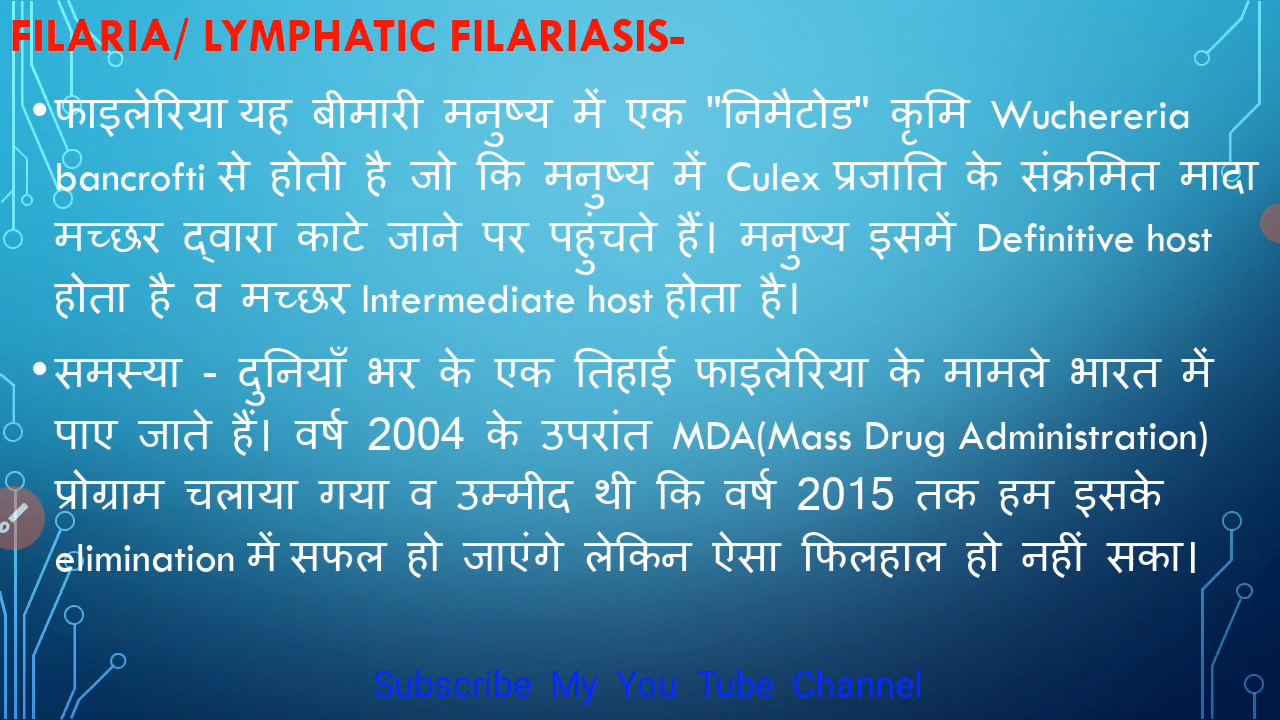 FILARIA/ LYMPHATIC FILARIASIS-
• फाइलेरिया यह बीमारी मनुष्य में एक "निमैटोड" कृमि Wuchereria
bancrofti से होती है जो कि मनुष्य में Culex प्रजाति के संक्रमित मादा
मच्छर द्वारा काटे जाने पर पहुंचते हैं। मनुष्य इसमें Definitive host
होता है व मच्छर Intermediate host होता है।
• समस्या - दुनियाँ भर के एक तिहाई फाइलेरिया के मामले भारत में
पाए जाते हैं। वर्ष 2004 के उपरांत MDA(Mass Drug Administration)
प्रोग्राम चलाया गया व उम्मीद थी कि वर्ष 2015 तक हम इसके
elimination में सफल हो जाएंगे लेकिन ऐसा फिलहाल हो नहीं सका।
Subscribe My You Tube Channel